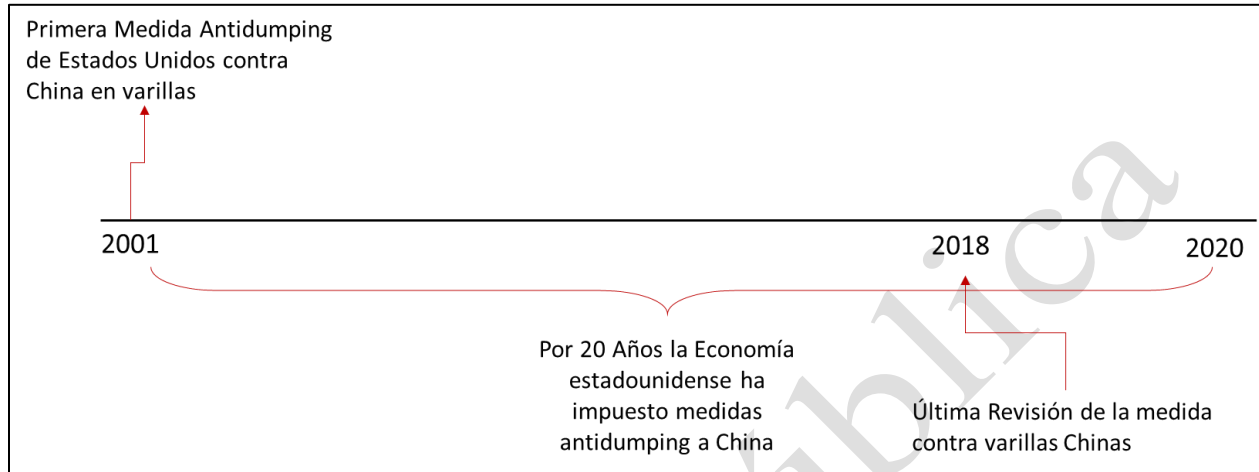 Primera Medida Antidumping
de Estados Unidos contra
China en varillas
2001
2018
2020
Por 20 Años la Economía
estadounidense ha
impuesto medidas
antidumping a China
Última Revisión de la medida
contra varillas Chinas
ública